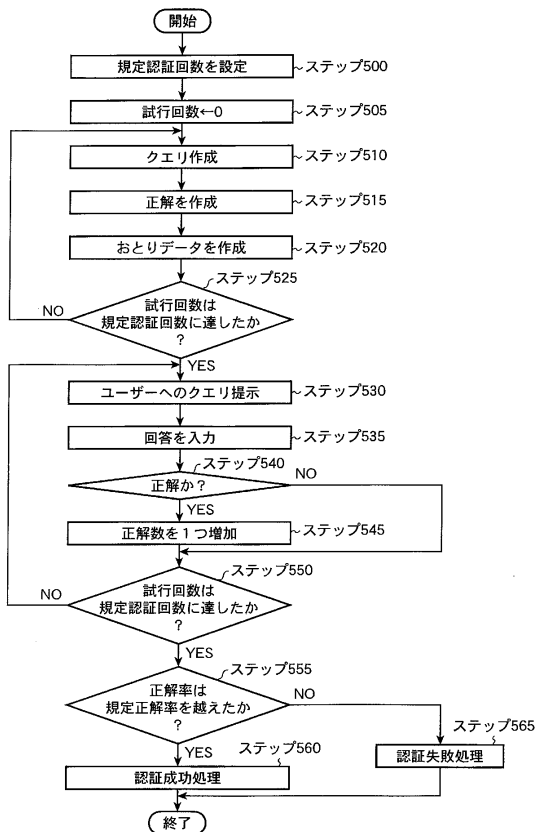 開始
規定認証回数を設定
ステップ500
試行回数←0
ステップ505
クエリ作成
ステップ510
正解を作成
ステップ515
おとりデータを作成
ステップ520
ステップ525
試行回数は
規定認証回数に達したか
?
NO
YES
ユーザーへのクエリ提示
ステップ530
回答を入力
ステップ535
ステップ540
正解か?
NO
YES
正解数を1つ増加
ステップ545
ステップ550
試行回数は
規定認証回数に達したか
?
NO
YES
ステップ555
正解率は
規定正解率を越えたか
?
NO
YES
ステップ560
認証成功処理
ステップ565
認証失敗処理
終了